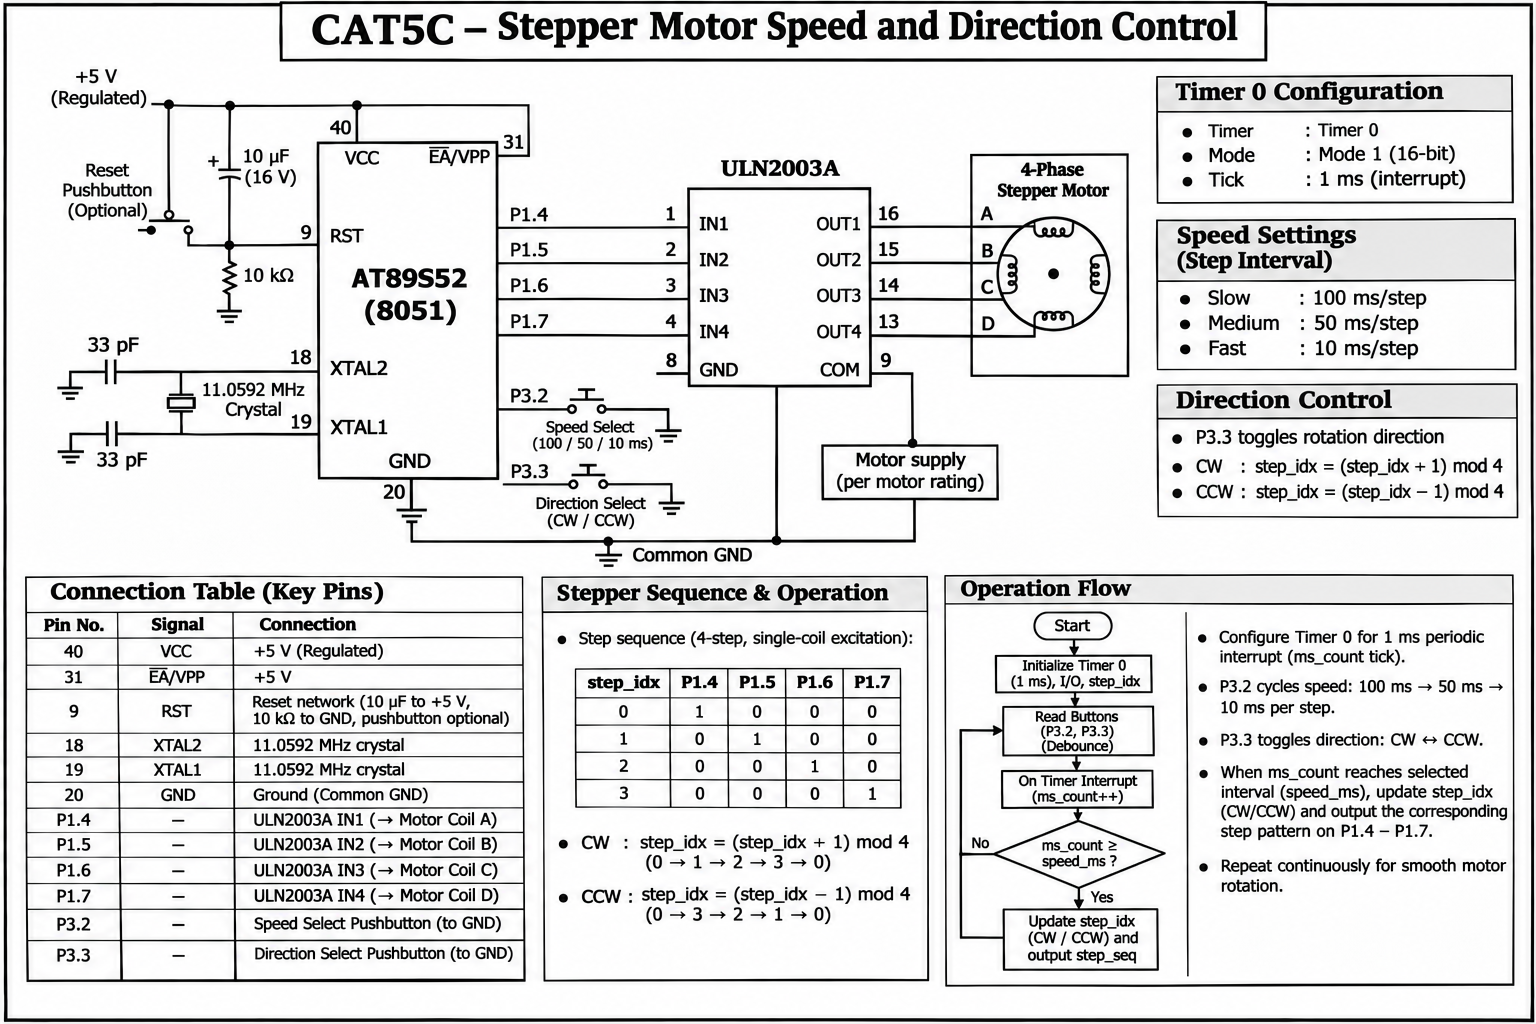 CAT5C – Stepper Motor Speed and Direction Control
+5 V
(Regulated)
Reset
Pushbutton
(Optional)
+
10 µF
(16 V)
10 kΩ
33 pF
11.0592 MHz
Crystal
33 pF
40
VCC
E̅A̅/VPP
31
9
RST
AT89S52
(8051)
18
XTAL2
19
XTAL1
GND
20
P1.4
P1.5
P1.6
P1.7
P3.2
Speed Select
(100 / 50 / 10 ms)
P3.3
Direction Select
(CW / CCW)
Common GND
ULN2003A
1 IN1 OUT1 16
2 IN2 OUT2 15
3 IN3 OUT3 14
4 IN4 OUT4 13
8 GND COM 9
Motor supply
(per motor rating)
4-Phase
Stepper Motor
A
B
C
D
Timer 0 Configuration
• Timer : Timer 0
• Mode : Mode 1 (16-bit)
• Tick : 1 ms (interrupt)
Speed Settings
(Step Interval)
• Slow : 100 ms/step
• Medium : 50 ms/step
• Fast : 10 ms/step
Direction Control
• P3.3 toggles rotation direction
• CW : step_idx = (step_idx + 1) mod 4
• CCW : step_idx = (step_idx − 1) mod 4
Connection Table (Key Pins)
Pin No. Signal Connection
40 VCC +5 V (Regulated)
31 E̅A̅/VPP +5 V
9 RST Reset network (10 µF to +5 V,
10 kΩ to GND, pushbutton optional)
18 XTAL2 11.0592 MHz crystal
19 XTAL1 11.0592 MHz crystal
20 GND Ground (Common GND)
P1.4 – ULN2003A IN1 (→ Motor Coil A)
P1.5 – ULN2003A IN2 (→ Motor Coil B)
P1.6 – ULN2003A IN3 (→ Motor Coil C)
P1.7 – ULN2003A IN4 (→ Motor Coil D)
P3.2 – Speed Select Pushbutton (to GND)
P3.3 – Direction Select Pushbutton (to GND)
Stepper Sequence & Operation
• Step sequence (4-step, single-coil excitation):
step_idx P1.4 P1.5 P1.6 P1.7
0 1 0 0 0
1 0 1 0 0
2 0 0 1 0
3 0 0 0 1
• CW : step_idx = (step_idx + 1) mod 4
(0 → 1 → 2 → 3 → 0)
• CCW : step_idx = (step_idx − 1) mod 4
(0 → 3 → 2 → 1 → 0)
Operation Flow
Start
Initialize Timer 0
(1 ms), I/O, step_idx
Read Buttons
(P3.2, P3.3)
(Debounce)
On Timer Interrupt
(ms_count++)
No
ms_count ≥
speed_ms ?
Yes
Update step_idx
(CW / CCW) and
output step_seq
• Configure Timer 0 for 1 ms periodic
interrupt (ms_count tick).
• P3.2 cycles speed: 100 ms → 50 ms →
10 ms per step.
• P3.3 toggles direction: CW ↔ CCW.
• When ms_count reaches selected
interval (speed_ms), update step_idx
(CW/CCW) and output the corresponding
step pattern on P1.4 – P1.7.
• Repeat continuously for smooth motor
rotation.